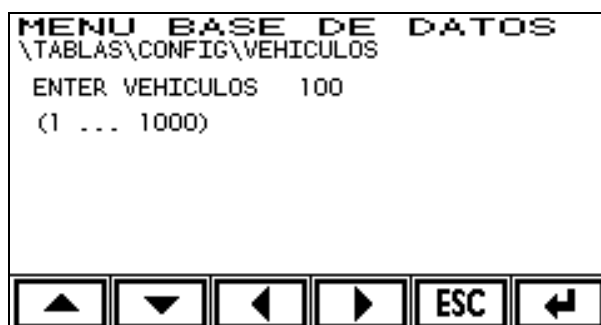 MENU BASE DE DATOS
\TABLAS\CONFIG\VEHICULOS
ENTER VEHICULOS 100
(1 ... 1000)
ESC